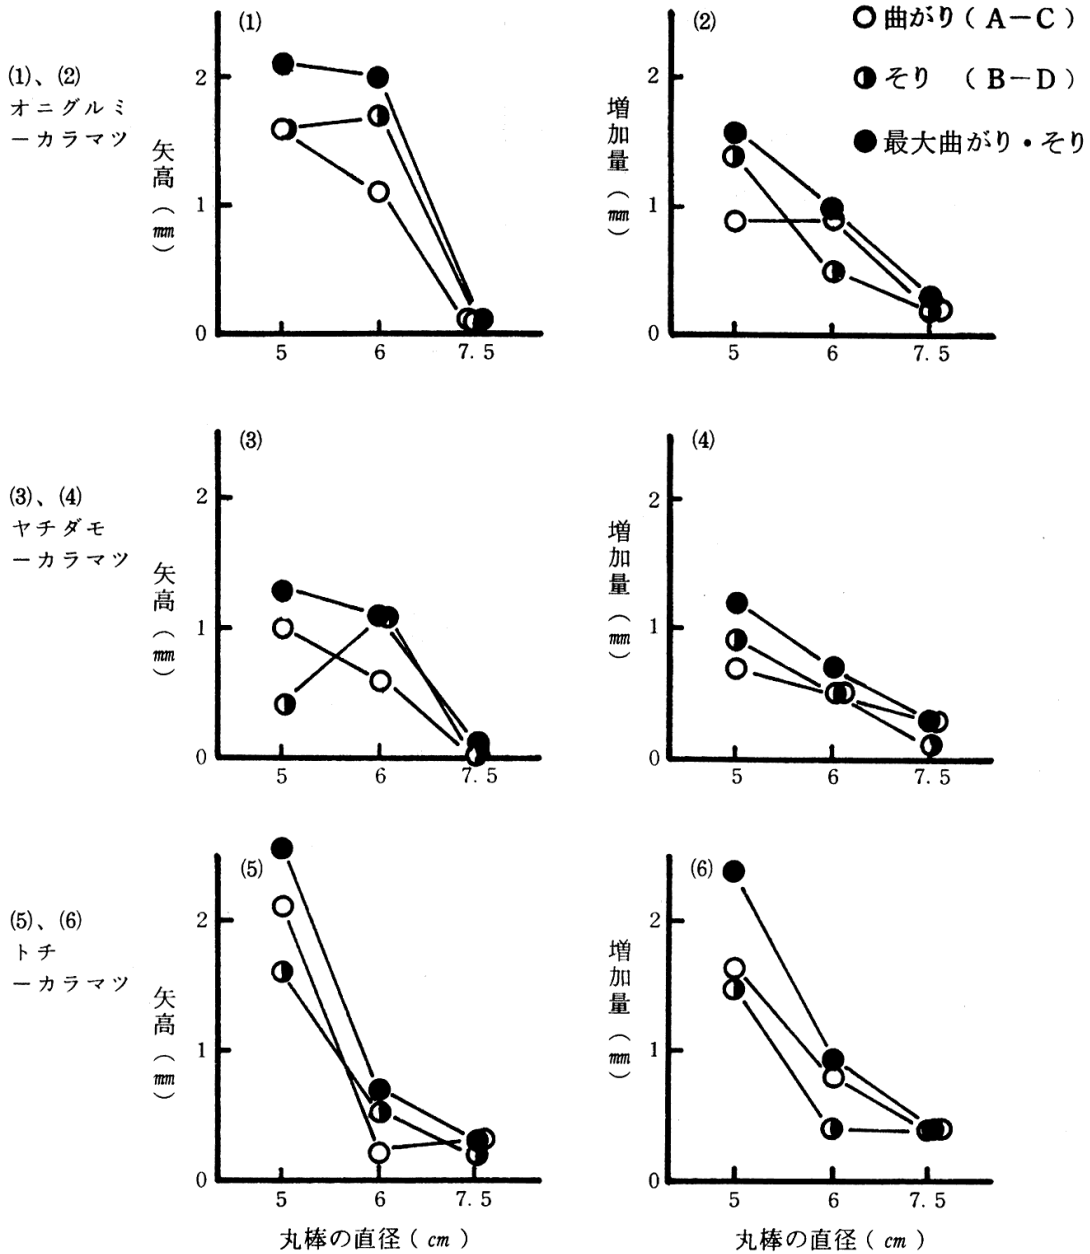 (1)
(2)
曲がり ( A－C )
そり ( B－D )
最大曲がり・そり
(1)、(2)
オニグルミ
－カラマツ
矢高 ( mm )
2
1
0
5 6 7.5
増加量 ( mm )
2
1
0
5 6 7.5
(3)
(4)
(3)、(4)
ヤチダモ
－カラマツ
矢高 ( mm )
2
1
0
5 6 7.5
増加量 ( mm )
2
1
0
5 6 7.5
(5)
(6)
(5)、(6)
トチ
－カラマツ
矢高 ( mm )
2
1
0
5 6 7.5
丸棒の直径 ( cm )
増加量 ( mm )
2
1
0
5 6 7.5
丸棒の直径 ( cm )